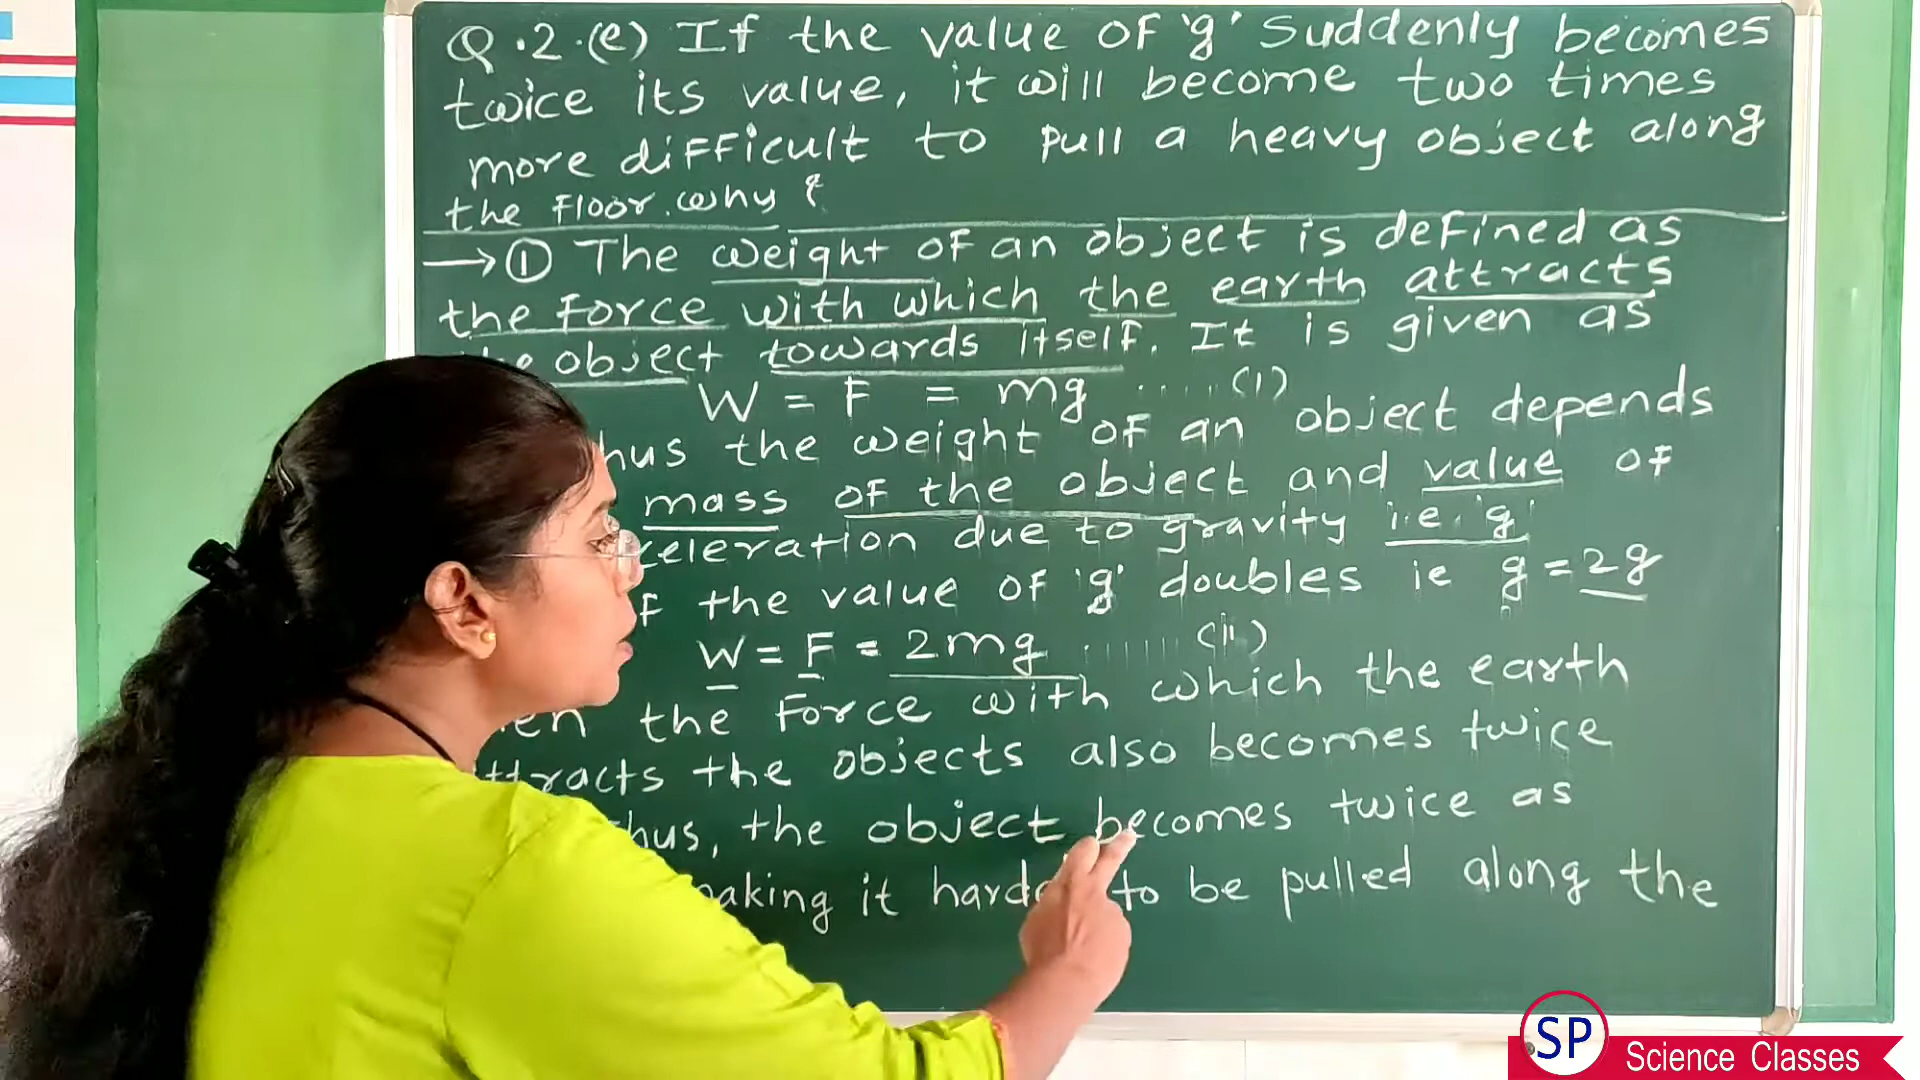 Q.2.(e) If the value of 'g' suddenly becomes
twice its value, it will become two times
more difficult to pull a heavy object along
the floor. why ?
→ ① The weight of an object is defined as
the force with which the earth attracts
object towards itself. It is given as
W = F = mg ..... (1)
the weight of an object depends
mass of the object and value of
due to gravity i.e. 'g'
the value of 'g' doubles ie g = 2g
W = F = 2mg ...... (ii)
the force with which the earth
the objects also becomes twice
the object becomes twice as
it to be pulled along the
SP
Science Classes